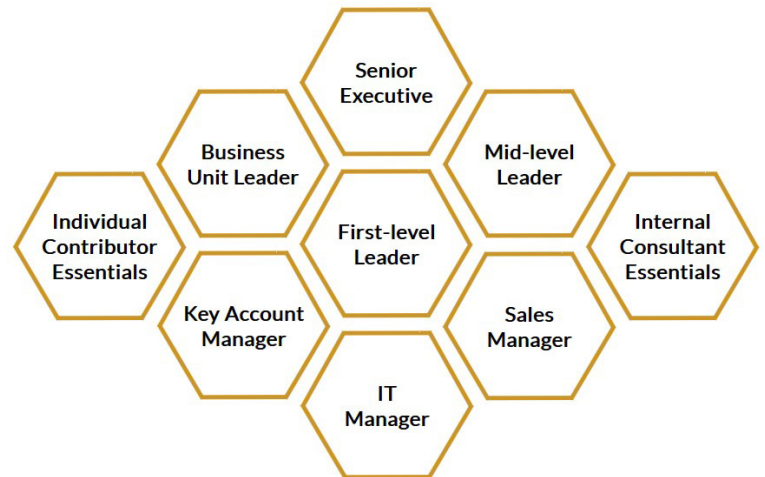 Senior
Executive
Business
Unit Leader
Mid-level
Leader
Individual
Contributor
Essentials
First-level
Leader
Internal
Consultant
Essentials
Key Account
Manager
Sales
Manager
IT
Manager